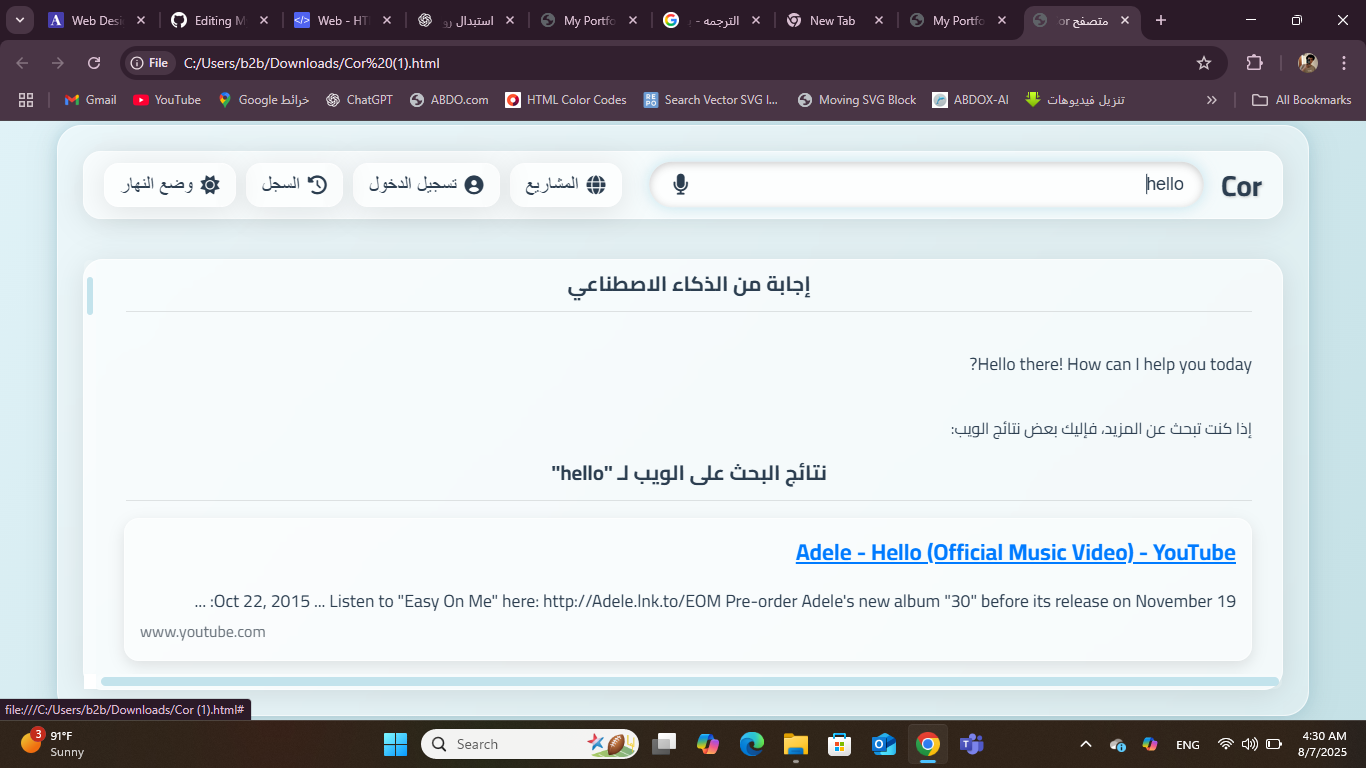 Web Desi
Editing M
Web - HT
استبدال رو
My Portfo
الترجمه -
New Tab
My Portfo
متصفح or
File C:/Users/b2b/Downloads/Cor%20(1).html
Gmail
YouTube
خرائط Google
ChatGPT
ABDO.com
HTML Color Codes
Search Vector SVG I...
Moving SVG Block
ABDOX-AI
تنزيل فيديوهات
»
All Bookmarks
Cor
hello
المشاريع
تسجيل الدخول
السجل
وضع النهار
إجابة من الذكاء الاصطناعي
?Hello there! How can I help you today
إذا كنت تبحث عن المزيد، فإليك بعض نتائج الويب:
نتائج البحث على الويب لـ "hello"
Adele - Hello (Official Music Video) - YouTube
... :Oct 22, 2015 ... Listen to "Easy On Me" here: http://Adele.lnk.to/EOM Pre-order Adele's new album "30" before its release on November 19
www.youtube.com
file:///C:/Users/b2b/Downloads/Cor (1).html#
3
91°F
Sunny
Search
ENG
4:30 AM
8/7/2025